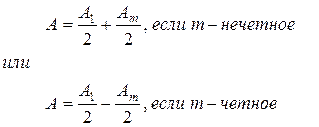 A = A₁/2 + Aₘ/2, если m – нечетное
или
A = A₁/2 − Aₘ/2, если m – четное